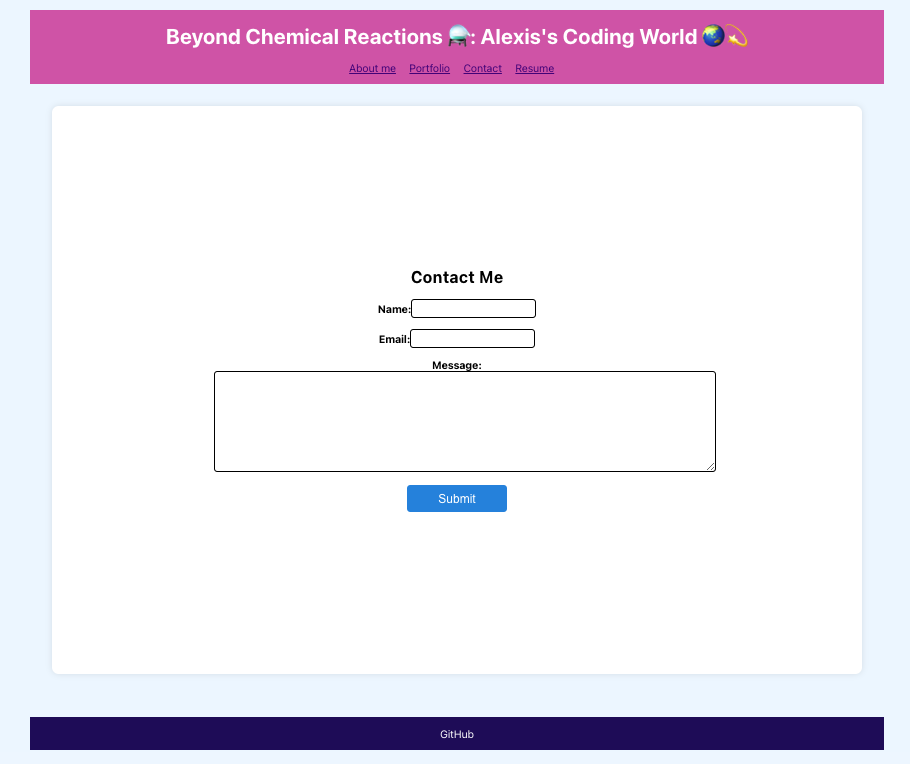 Beyond Chemical Reactions 🔮: Alexis's Coding World 🌏💫
About me Portfolio Contact Resume
Contact Me
Name:
Email:
Message:
Submit
GitHub